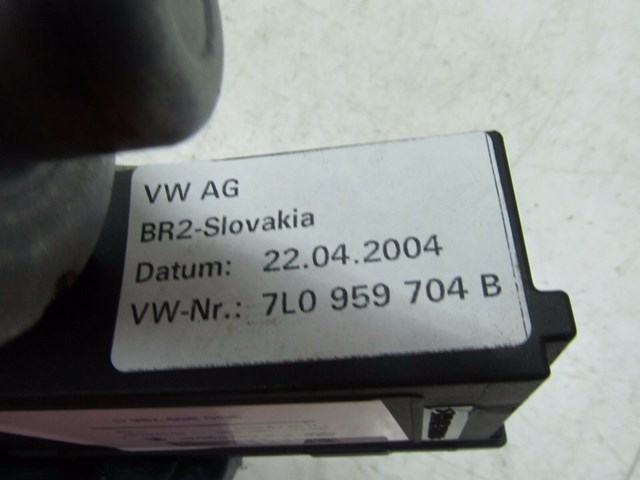 VW AG
BR2-Slovakia
Datum: 22.04.2004
VW-Nr.: 7L0 959 704 B